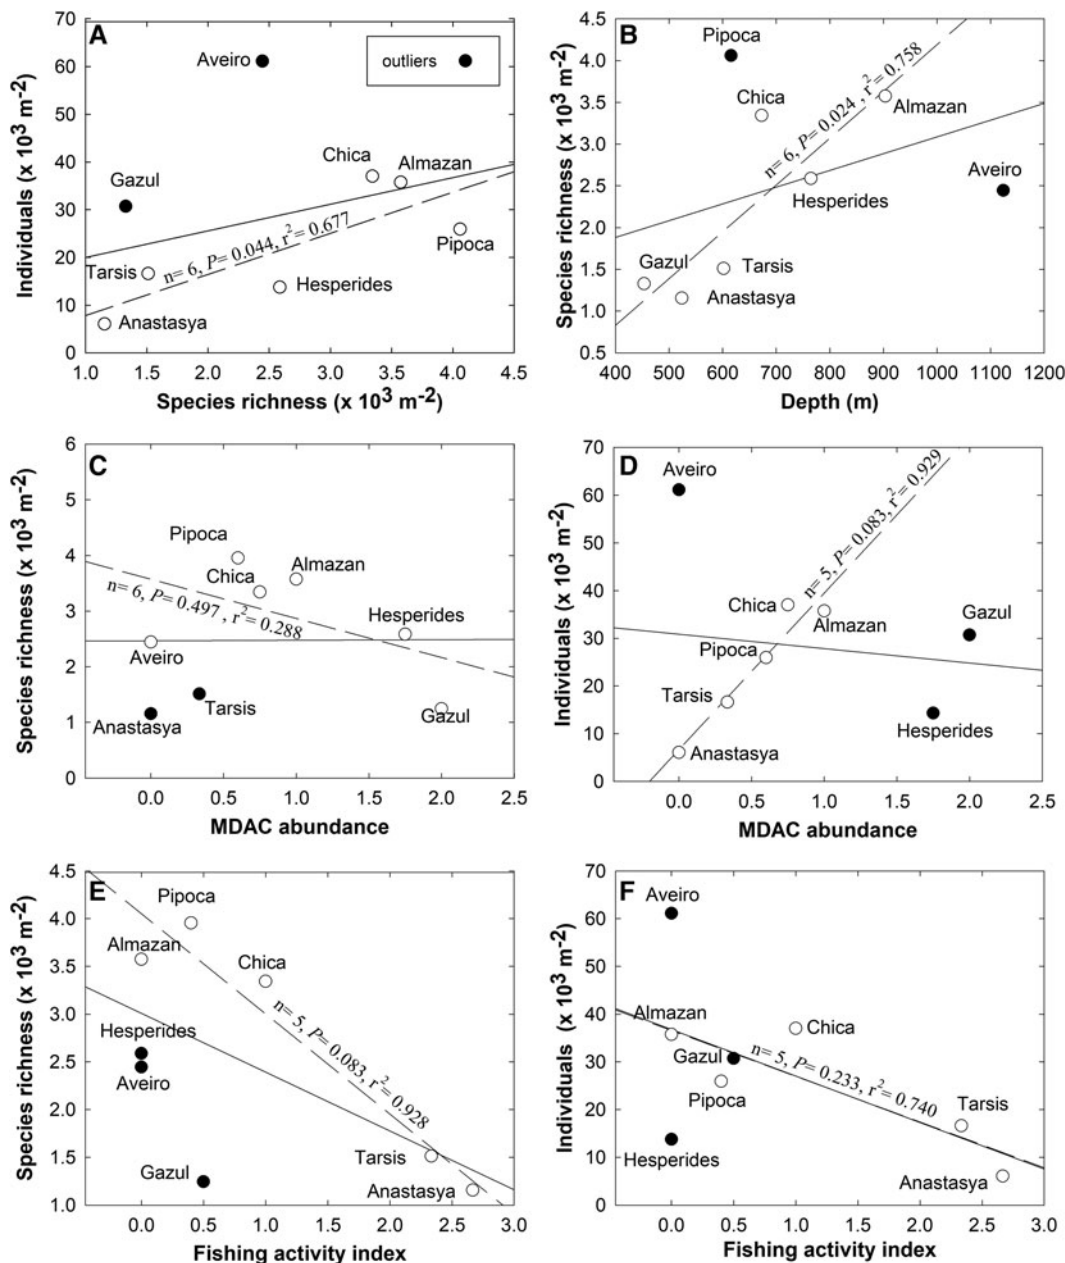 A
Individuals (x 10³ m⁻²)
70
60
50
40
30
20
10
0
outliers
Aveiro
Gazul
Chica
Almazan
Tarsis
Pipoca
Hesperides
Anastasya
n= 6, P= 0.044, r²= 0.677
1.0 1.5 2.0 2.5 3.0 3.5 4.0 4.5
Species richness (x 10³ m⁻²)
B
Species richness (x 10³ m⁻²)
4.5
4.0
3.5
3.0
2.5
2.0
1.5
1.0
0.5
Pipoca
Chica
Almazan
Aveiro
Hesperides
Gazul
Tarsis
Anastasya
n= 6, P= 0.024 , r²= 0.758
400 600 700 800 900 1000 1100 1200
Depth (m)
C
Species richness (x 10³ m⁻²)
6
5
4
3
2
1
0
Pipoca
Chica
Almazan
Hesperides
n= 6, P= 0.497 , r²= 0.288
Aveiro
Tarsis
Anastasya
Gazul
0.0 0.5 1.0 1.5 2.0 2.5
MDAC abundance
D
Individuals (x 10³ m⁻²)
70
60
50
40
30
20
10
0
Aveiro
n= 5, P= 0.083, r²= 0.929
Chica
Almazan
Gazul
Pipoca
Tarsis
Hesperides
Anastasya
0.0 0.5 1.0 1.5 2.0 2.5
MDAC abundance
E
Species richness (x 10³ m⁻²)
4.5
4.0
3.5
3.0
2.5
2.0
1.5
1.0
Pipoca
Almazan
Chica
Hesperides
Aveiro
n= 5, P= 0.083, r²= 0.928
Gazul
Tarsis
Anastasya
0.0 0.5 1.0 1.5 2.0 2.5 3.0
Fishing activity index
F
Individuals (x 10³ m⁻²)
70
60
50
40
30
20
10
0
Aveiro
Almazan
Chica
Gazul
n= 5, P= 0.233, r²= 0.740
Pipoca
Tarsis
Hesperides
Anastasya
0.0 0.5 1.0 1.5 2.0 2.5 3.0
Fishing activity index